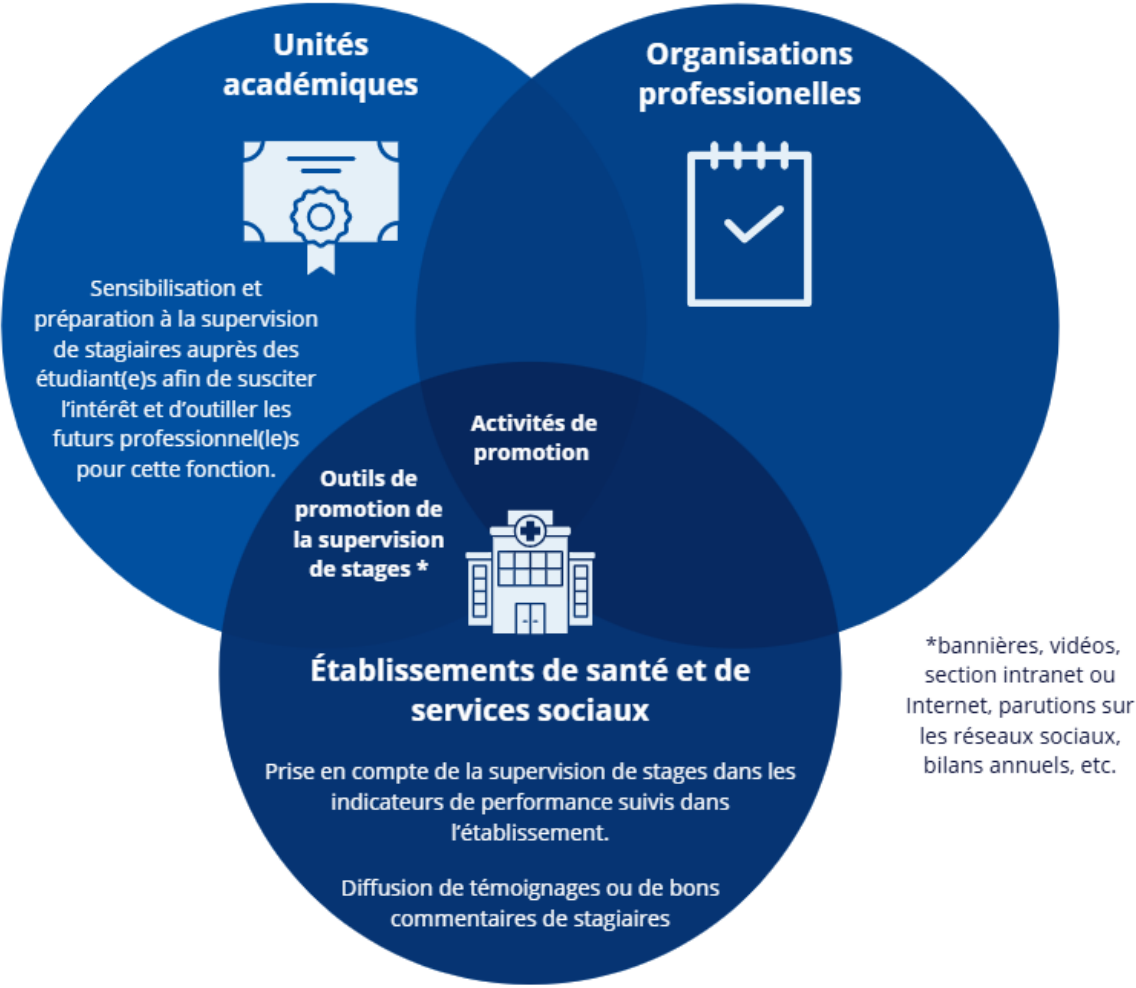 Unités
académiques
Organisations
professionelles
Sensibilisation et
préparation à la supervision
de stagiaires auprès des
étudiant(e)s afin de susciter
l’intérêt et d’outiller les
futurs professionnel(le)s
pour cette fonction.
Activités de
promotion
Outils de
promotion de
la supervision
de stages *
Établissements de santé et de
services sociaux
Prise en compte de la supervision de stages dans les
indicateurs de performance suivis dans
l’établissement.
Diffusion de témoignages ou de bons
commentaires de stagiaires
*bannières, vidéos,
section intranet ou
Internet, parutions sur
les réseaux sociaux,
bilans annuels, etc.